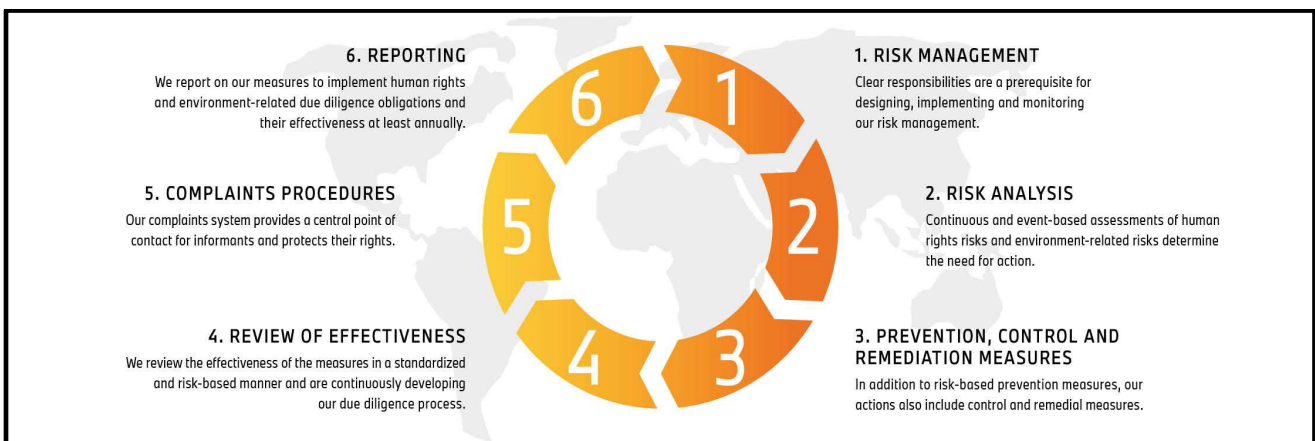 6. REPORTING
We report on our measures to implement human rights
and environment-related due diligence obligations and
their effectiveness at least annually.
5. COMPLAINTS PROCEDURES
Our complaints system provides a central point of
contact for informants and protects their rights.
4. REVIEW OF EFFECTIVENESS
We review the effectiveness of the measures in a standardized
and risk-based manner and are continuously developing
our due diligence process.
6
1
5
2
4
3
1. RISK MANAGEMENT
Clear responsibilities are a prerequisite for
designing, implementing and monitoring
our risk management.
2. RISK ANALYSIS
Continuous and event-based assessments of human
rights risks and environment-related risks determine
the need for action.
3. PREVENTION, CONTROL AND
REMEDIATION MEASURES
In addition to risk-based prevention measures, our
actions also include control and remedial measures.